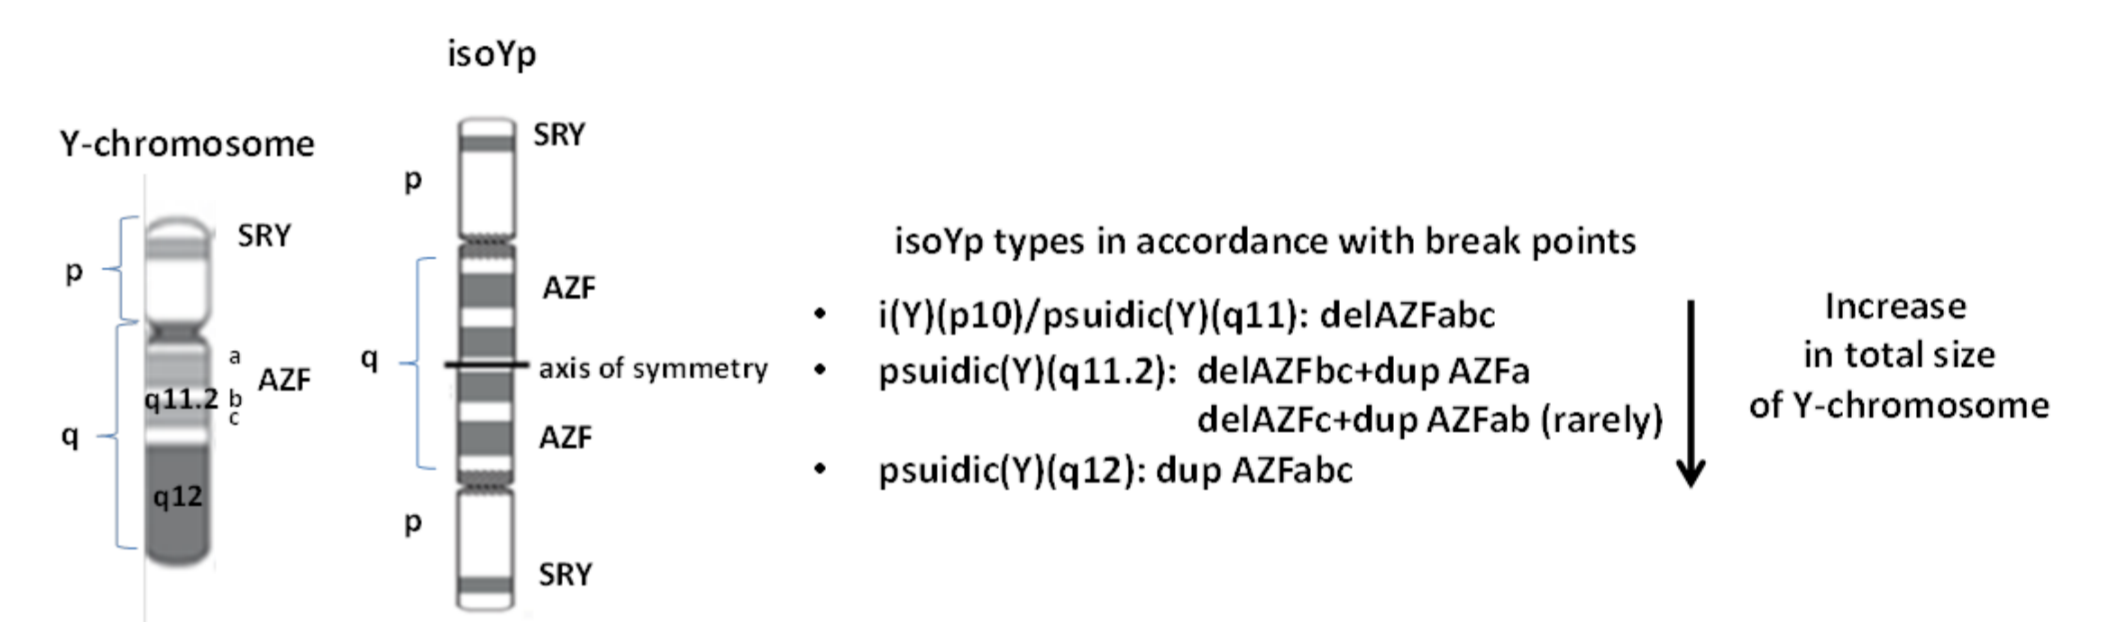 Y-chromosome
p
q
SRY
a
AZF
q11.2
b
c
q12
isoYp
p
SRY
AZF
q
axis of symmetry
AZF
p
SRY
isoYp types in accordance with break points
• i(Y)(p10)/psuidic(Y)(q11): delAZFabc
• psuidic(Y)(q11.2): delAZFbc+dup AZFa
delAZFc+dup AZFab (rarely)
• psuidic(Y)(q12): dup AZFabc
Increase
in total size
of Y-chromosome